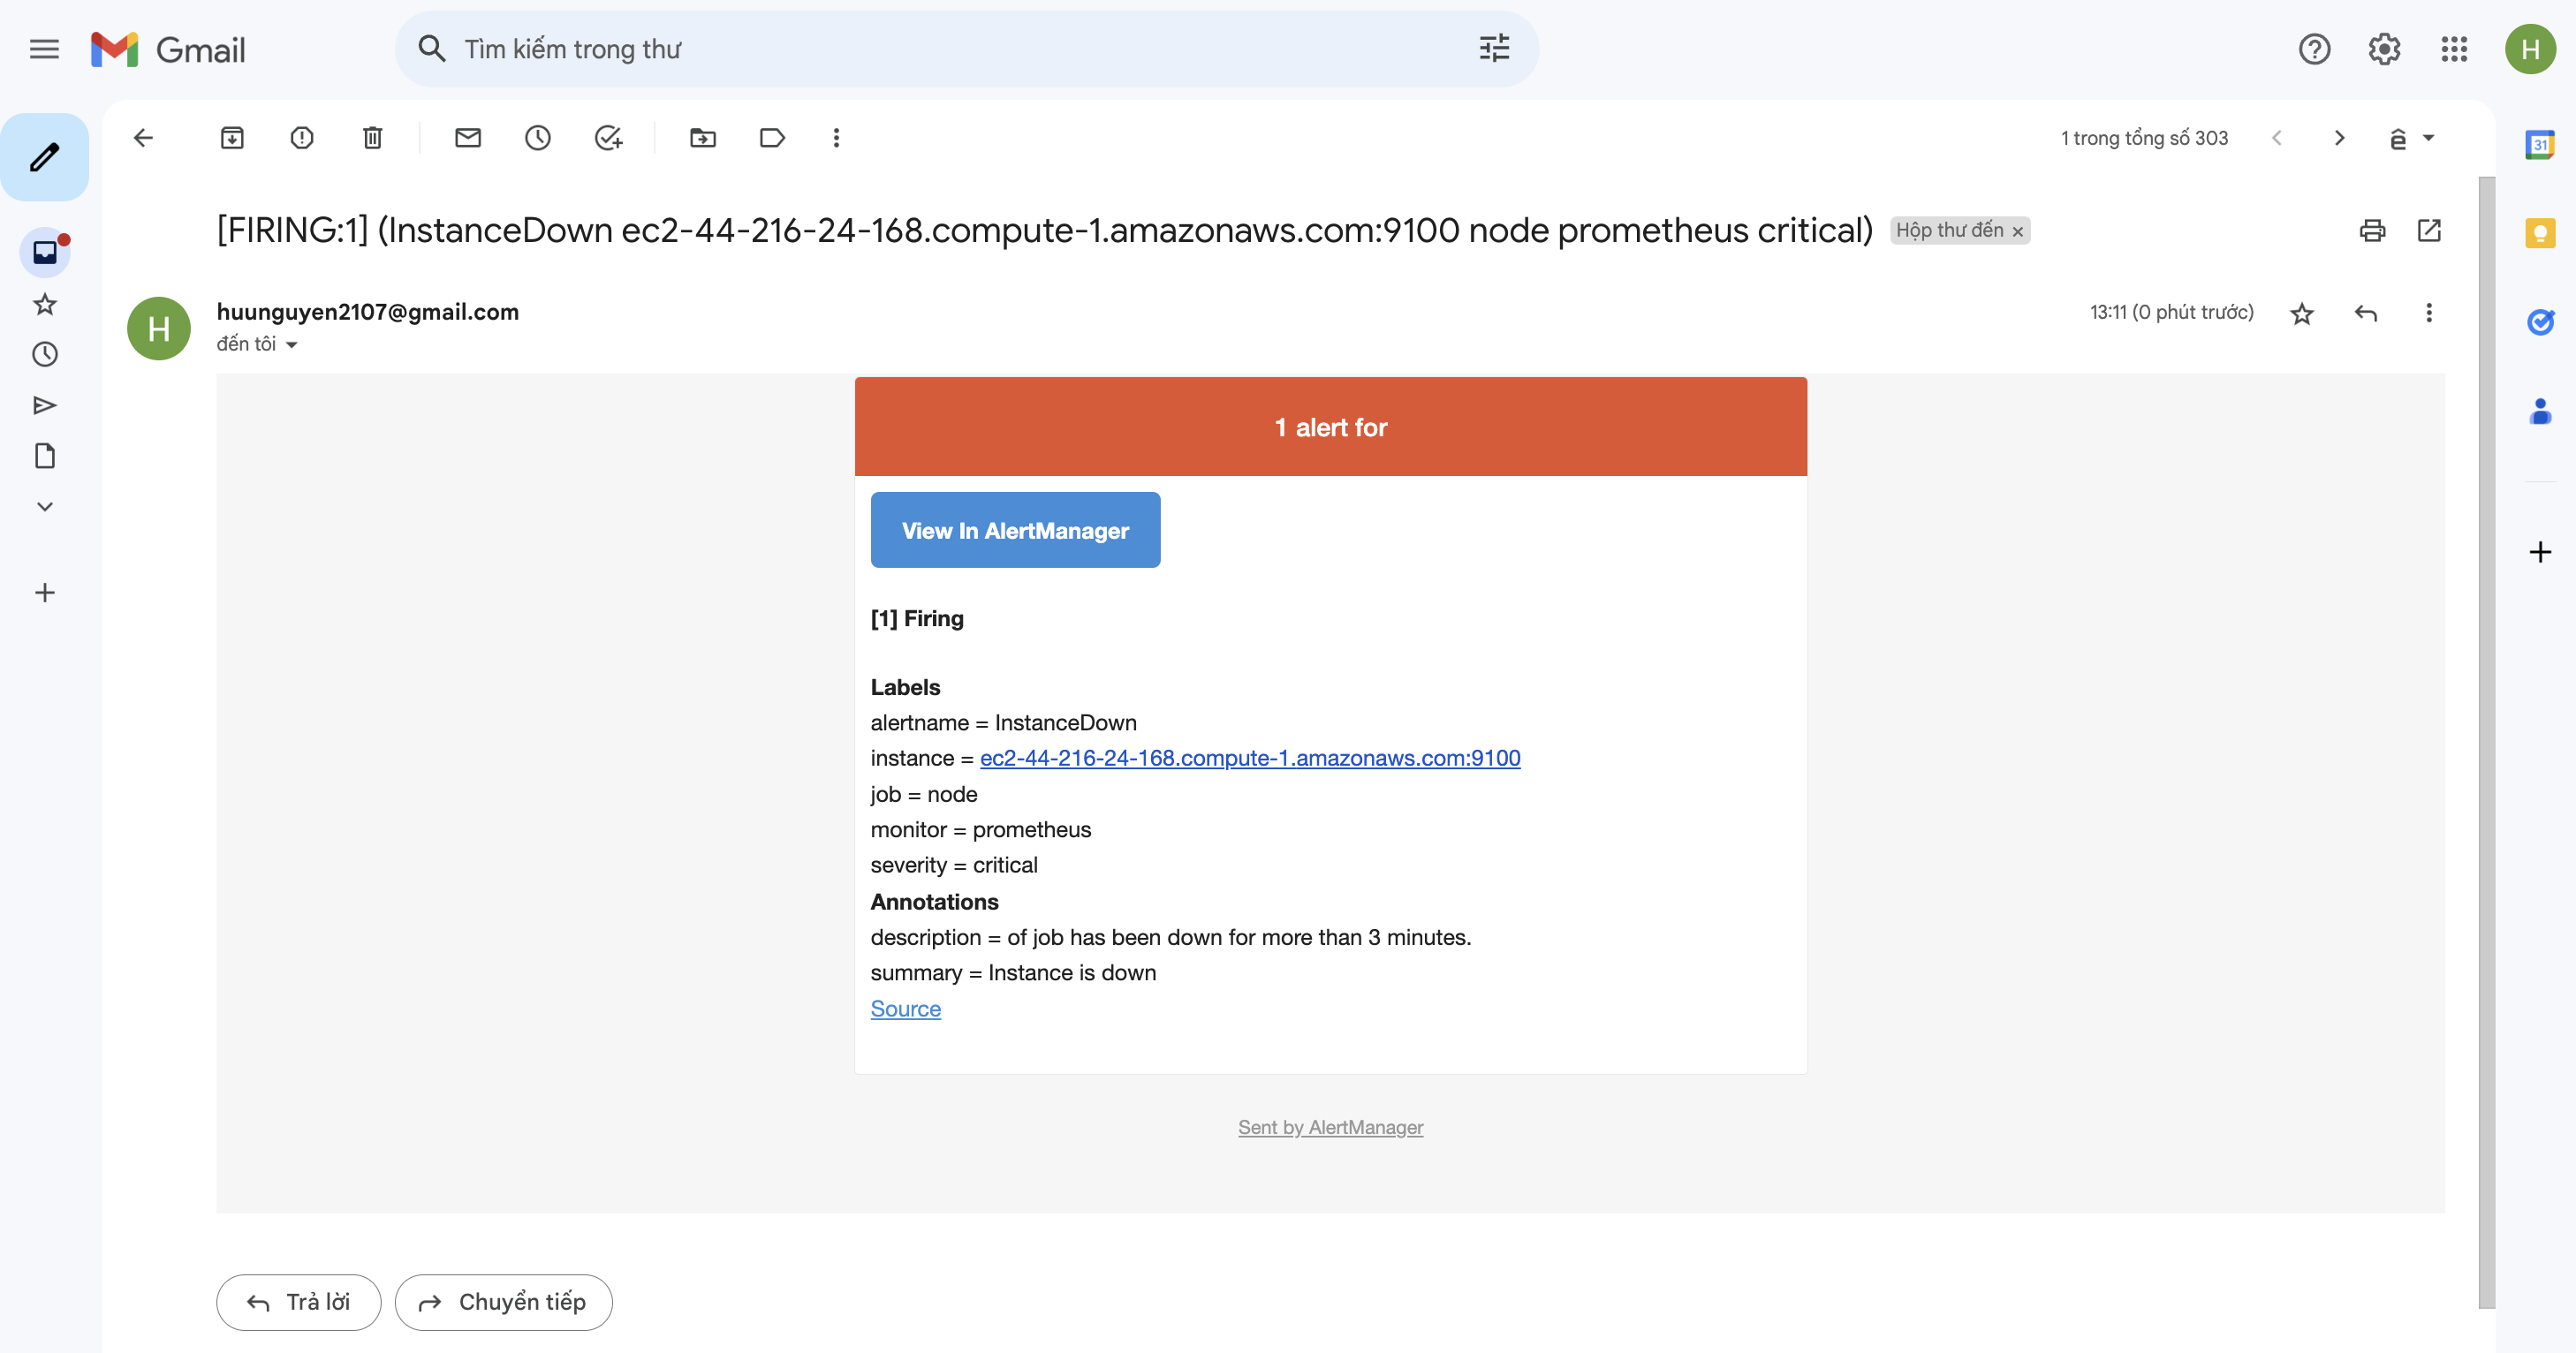 Gmail
Tìm kiếm trong thư
H
1 trong tổng số 303
ê
31
[FIRING:1] (InstanceDown ec2-44-216-24-168.compute-1.amazonaws.com:9100 node prometheus critical)
Hộp thư đến ×
H
huunguyen2107@gmail.com
13:11 (0 phút trước)
đến tôi
1 alert for
View In AlertManager
[1] Firing
Labels
alertname = InstanceDown
instance = ec2-44-216-24-168.compute-1.amazonaws.com:9100
job = node
monitor = prometheus
severity = critical
Annotations
description = of job has been down for more than 3 minutes.
summary = Instance is down
Source
Sent by AlertManager
Trả lời
Chuyển tiếp